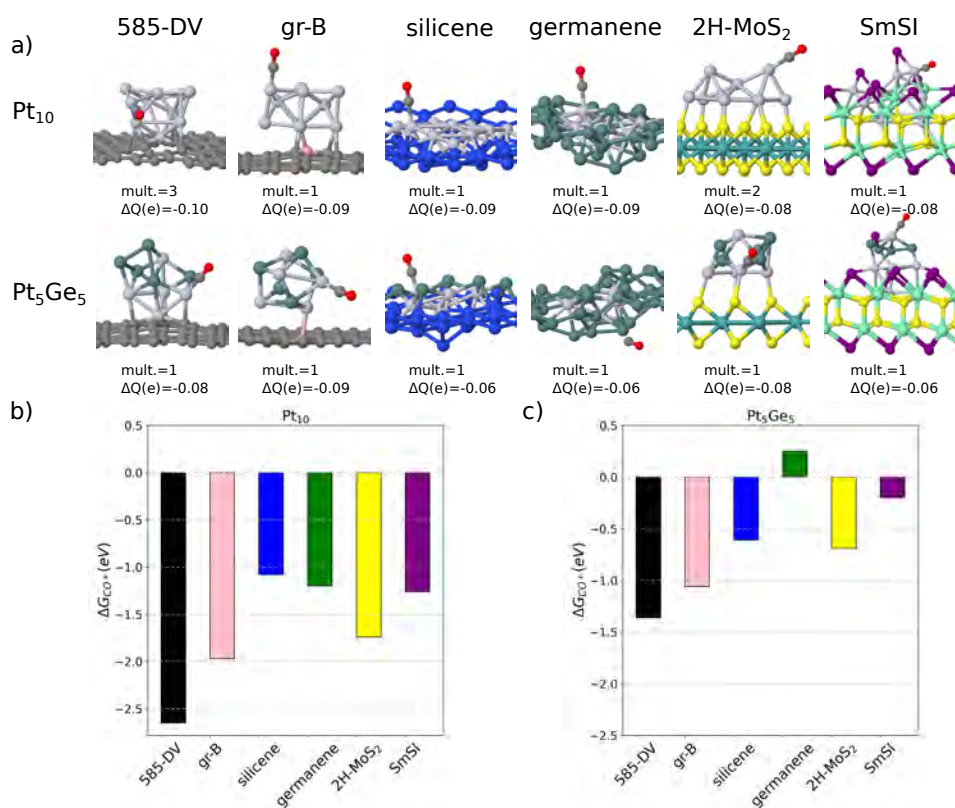 585-DV gr-B silicene germanene 2H-MoS₂ SmSI
a)
Pt₁₀
mult.=3 mult.=1 mult.=1 mult.=1 mult.=2 mult.=1
ΔQ(e)=-0.10 ΔQ(e)=-0.09 ΔQ(e)=-0.09 ΔQ(e)=-0.09 ΔQ(e)=-0.08 ΔQ(e)=-0.08
Pt₅Ge₅
mult.=1 mult.=1 mult.=1 mult.=1 mult.=1 mult.=1
ΔQ(e)=-0.08 ΔQ(e)=-0.09 ΔQ(e)=-0.06 ΔQ(e)=-0.06 ΔQ(e)=-0.08 ΔQ(e)=-0.06
b)
Pt₁₀
0.5
0.0
−0.5
−1.0
−1.5
−2.0
−2.5
ΔG_CO*(eV)
585-DV gr-B silicene germanene 2H-MoS₂ SmSI
c)
Pt₅Ge₅
0.5
0.0
−0.5
−1.0
−1.5
−2.0
−2.5
ΔG_CO*(eV)
585-DV gr-B silicene germanene 2H-MoS₂ SmSI